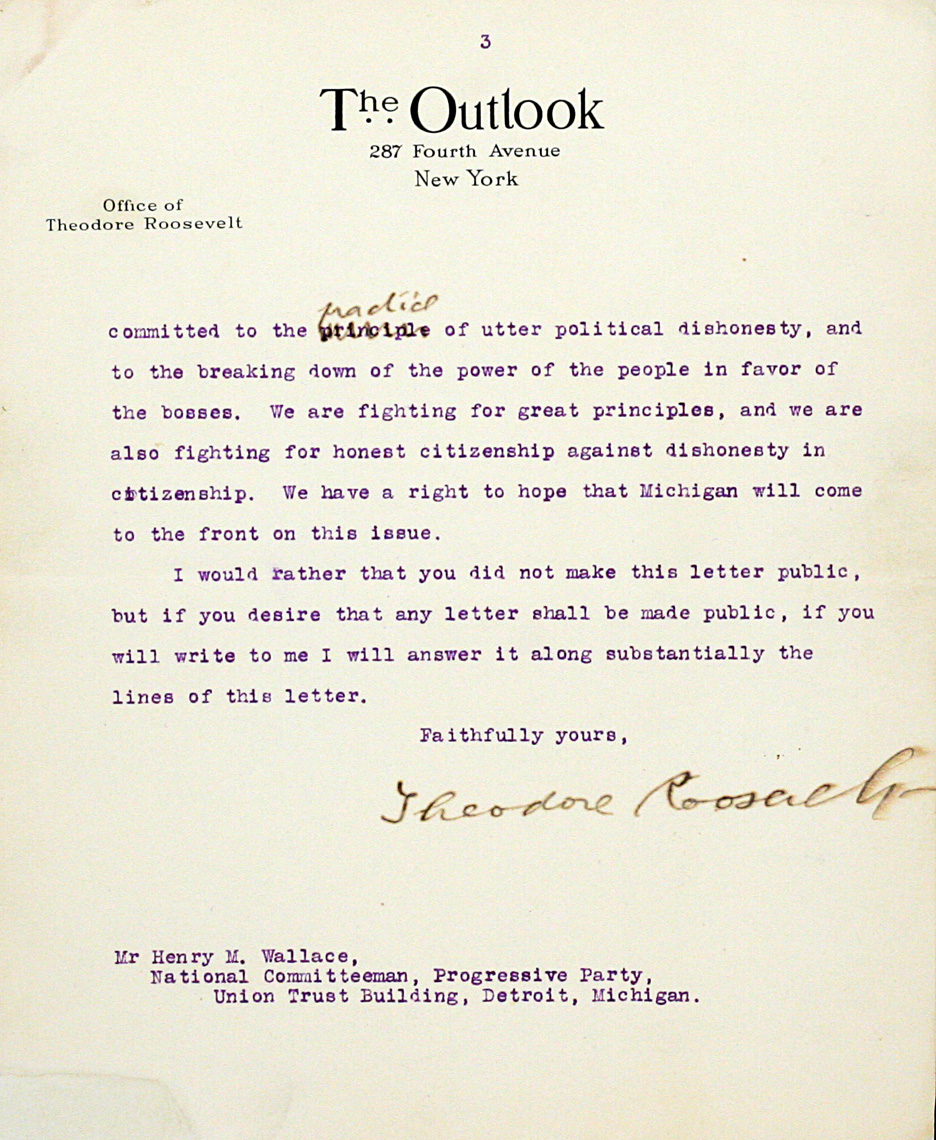 3
The Outlook
287 Fourth Avenue
New York
Office of
Theodore Roosevelt
practice
committed to the principle of utter political dishonesty, and
to the breaking down of the power of the people in favor of
the bosses. We are fighting for great principles, and we are
also fighting for honest citizenship against dishonesty in
citizenship. We have a right to hope that Michigan will come
to the front on this issue.
I would rather that you did not make this letter public,
but if you desire that any letter shall be made public, if you
will write to me I will answer it along substantially the
lines of this letter.
Faithfully yours,
Theodore Roosevelt
Mr Henry M. Wallace,
National Committeeman, Progressive Party,
Union Trust Building, Detroit, Michigan.